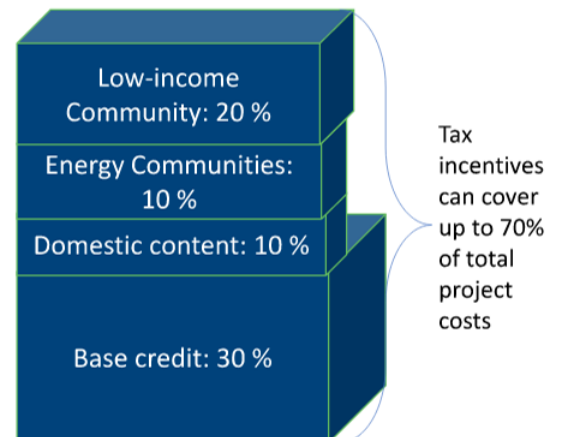 Low-income
Community: 20 %
Energy Communities:
10 %
Domestic content: 10 %
Base credit: 30 %
Tax
incentives
can cover
up to 70%
of total
project
costs